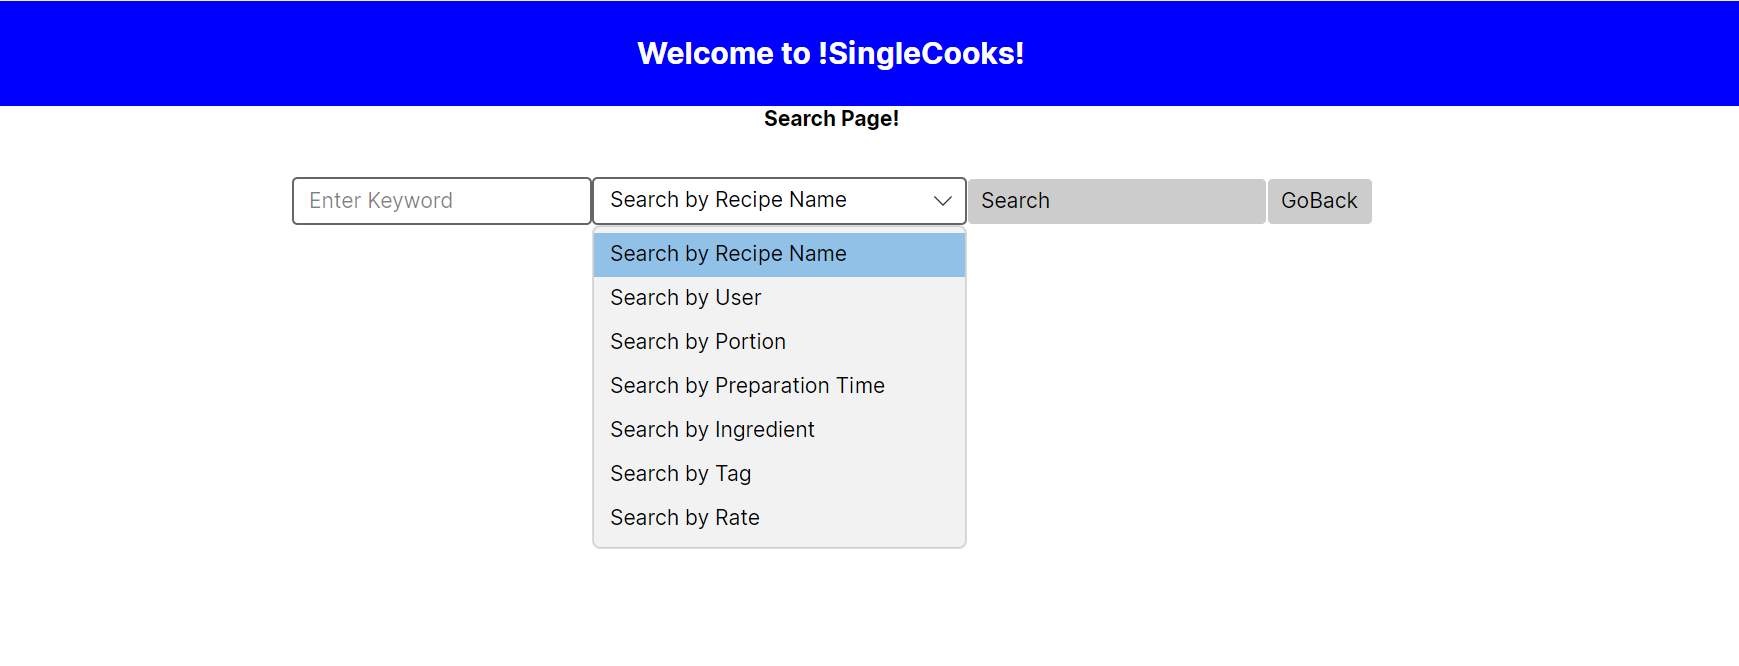 Welcome to !SingleCooks!
Search Page!
Enter Keyword
Search by Recipe Name
Search
GoBack
Search by Recipe Name
Search by User
Search by Portion
Search by Preparation Time
Search by Ingredient
Search by Tag
Search by Rate